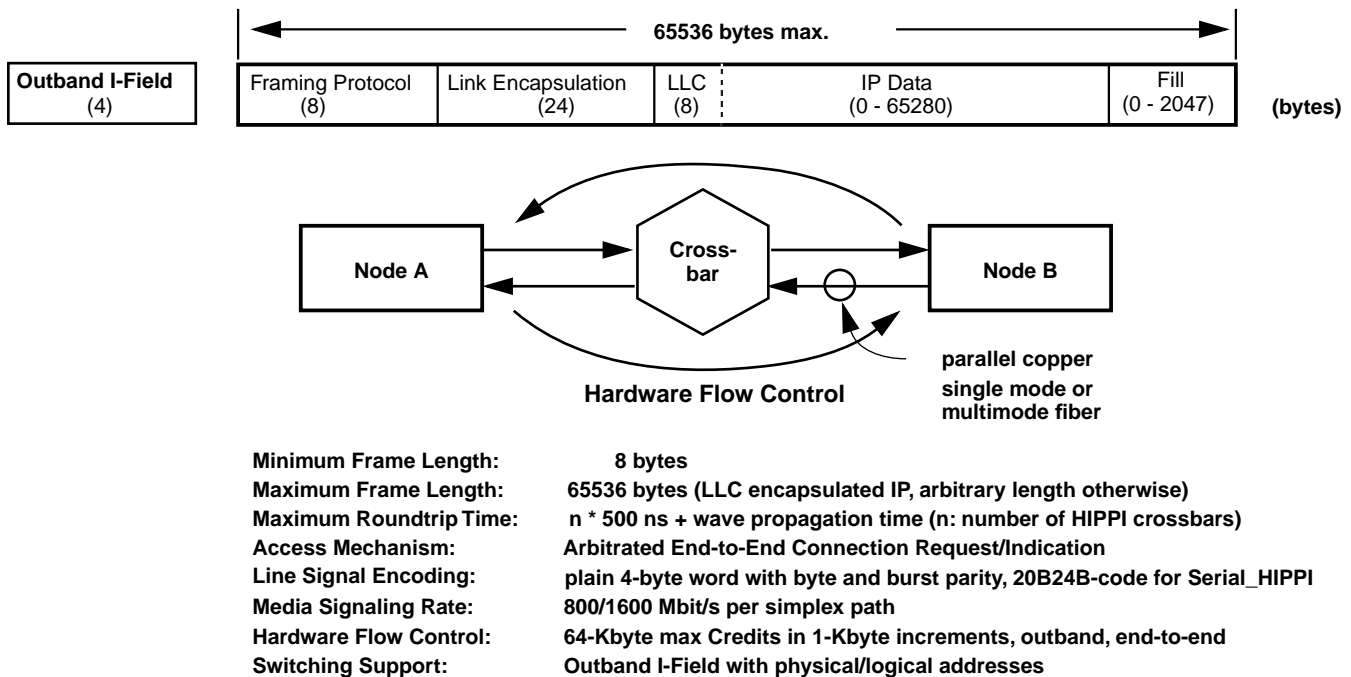 65536 bytes max.
Outband I-Field
(4)
Framing Protocol
(8)
Link Encapsulation
(24)
LLC
(8)
IP Data
(0 - 65280)
Fill
(0 - 2047)
(bytes)
Node A
Cross-
bar
Node B
parallel copper
single mode or
multimode fiber
Hardware Flow Control
Minimum Frame Length: 8 bytes
Maximum Frame Length: 65536 bytes (LLC encapsulated IP, arbitrary length otherwise)
Maximum Roundtrip Time: n * 500 ns + wave propagation time (n: number of HIPPI crossbars)
Access Mechanism: Arbitrated End-to-End Connection Request/Indication
Line Signal Encoding: plain 4-byte word with byte and burst parity, 20B24B-code for Serial_HIPPI
Media Signaling Rate: 800/1600 Mbit/s per simplex path
Hardware Flow Control: 64-Kbyte max Credits in 1-Kbyte increments, outband, end-to-end
Switching Support: Outband I-Field with physical/logical addresses